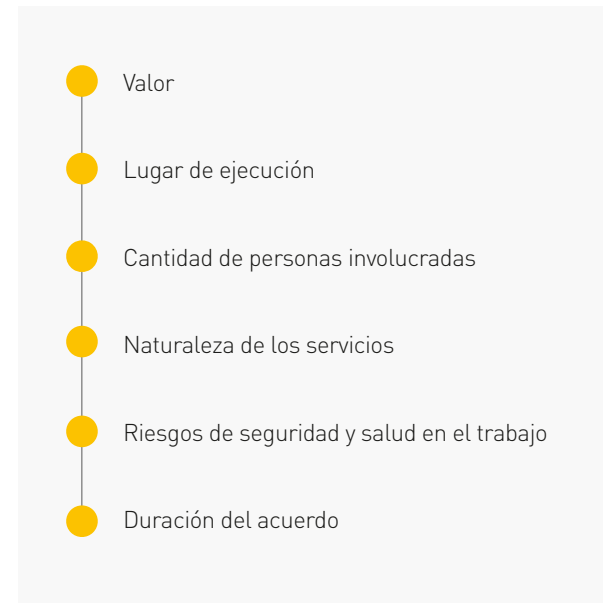 Valor
Lugar de ejecución
Cantidad de personas involucradas
Naturaleza de los servicios
Riesgos de seguridad y salud en el trabajo
Duración del acuerdo